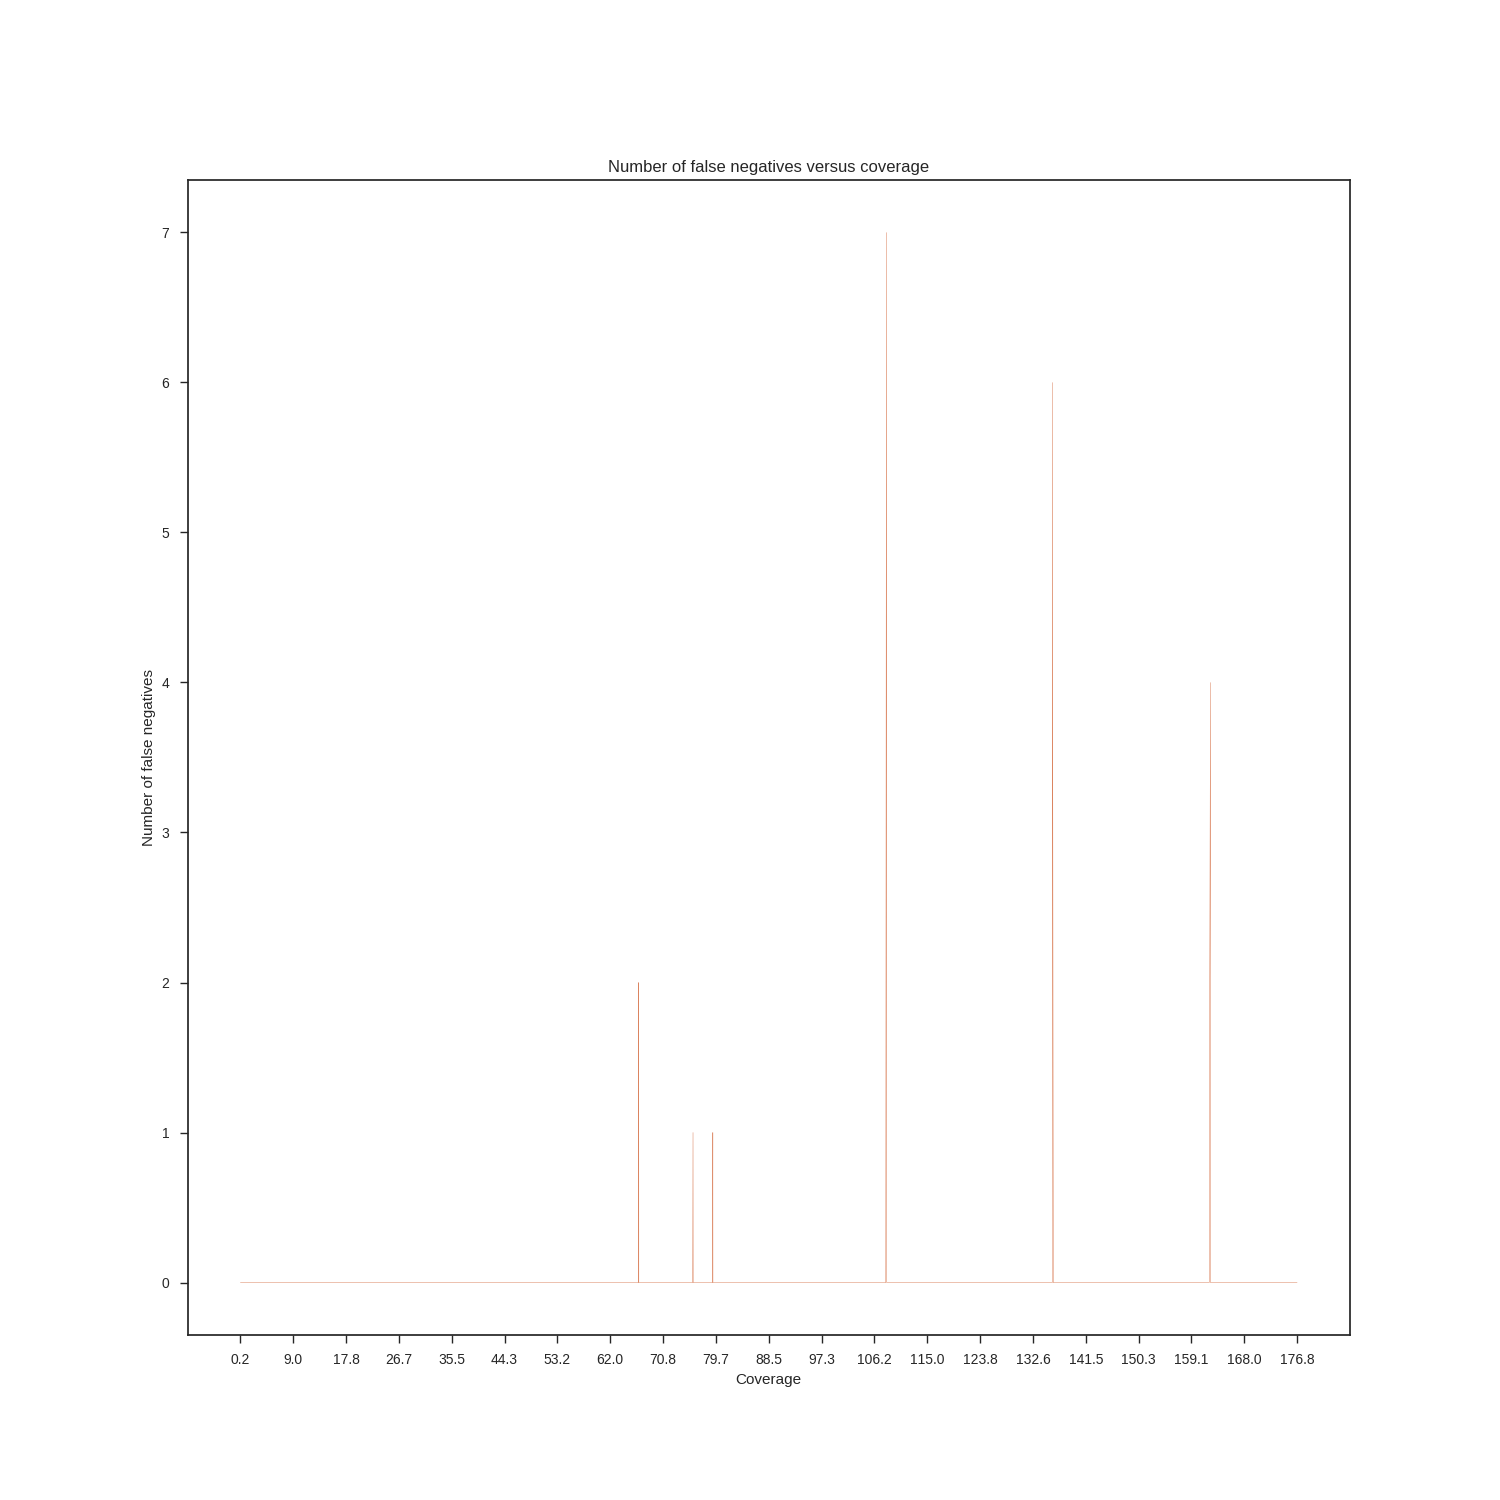 Number of false negatives versus coverage
7
6
5
4
3
2
1
0
Number of false negatives
0.2 9.0 17.8 26.7 35.5 44.3 53.2 62.0 70.8 79.7 88.5 97.3 106.2 115.0 123.8 132.6 141.5 150.3 159.1 168.0 176.8
Coverage